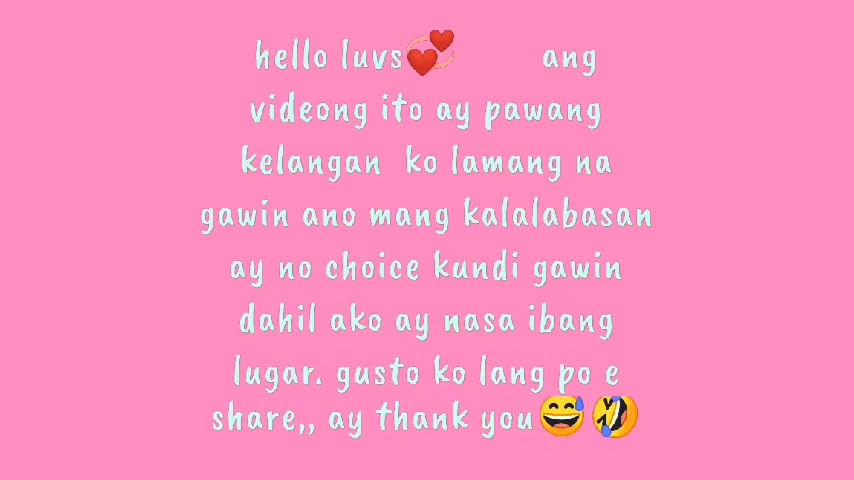 hello luvs💞 ang
videong ito ay pawang
kelangan ko lamang na
gawin ano mang kalalabasan
ay no choice kundi gawin
dahil ako ay nasa ibang
lugar. gusto ko lang po e
share,, ay thank you😅🤣